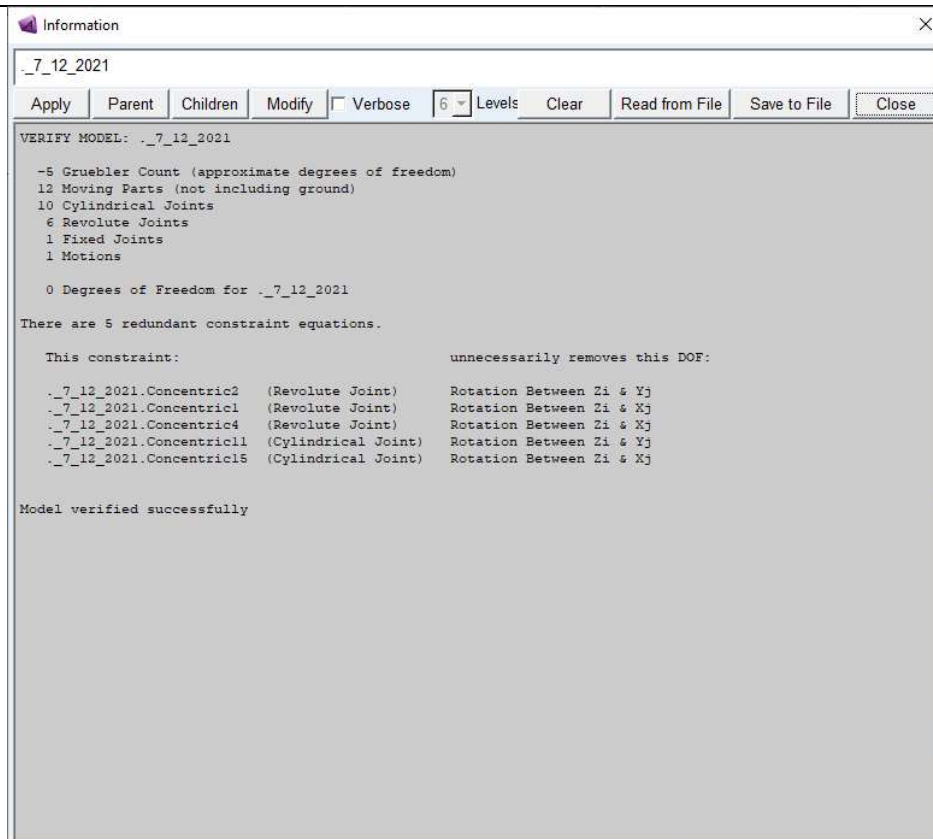 Information
._7_12_2021
Apply Parent Children Modify Verbose 6 Levels Clear Read from File Save to File Close
VERIFY MODEL: ._7_12_2021
-5 Gruebler Count (approximate degrees of freedom)
12 Moving Parts (not including ground)
10 Cylindrical Joints
6 Revolute Joints
1 Fixed Joints
1 Motions
0 Degrees of Freedom for ._7_12_2021
There are 5 redundant constraint equations.
This constraint: unnecessarily removes this DOF:
._7_12_2021.Concentric2 (Revolute Joint) Rotation Between Zi & Yj
._7_12_2021.Concentric1 (Revolute Joint) Rotation Between Zi & Xj
._7_12_2021.Concentric4 (Revolute Joint) Rotation Between Zi & Xj
._7_12_2021.Concentric11 (Cylindrical Joint) Rotation Between Zi & Yj
._7_12_2021.Concentric15 (Cylindrical Joint) Rotation Between Zi & Xj
Model verified successfully